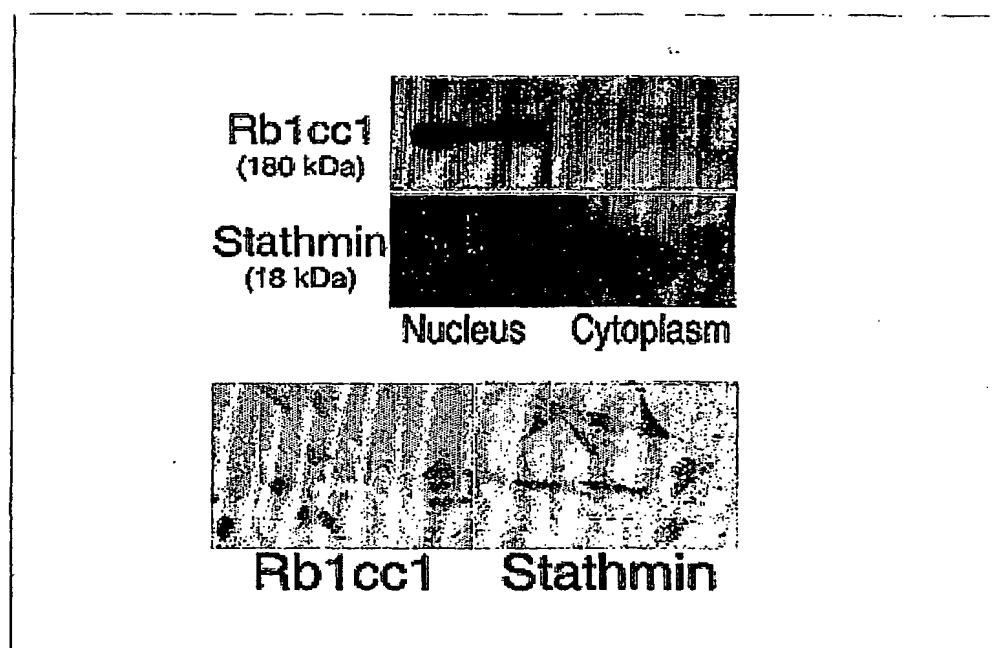 Rb1cc1
(180 kDa)
Stathmin
(18 kDa)
Nucleus Cytoplasm
Rb1cc1 Stathmin